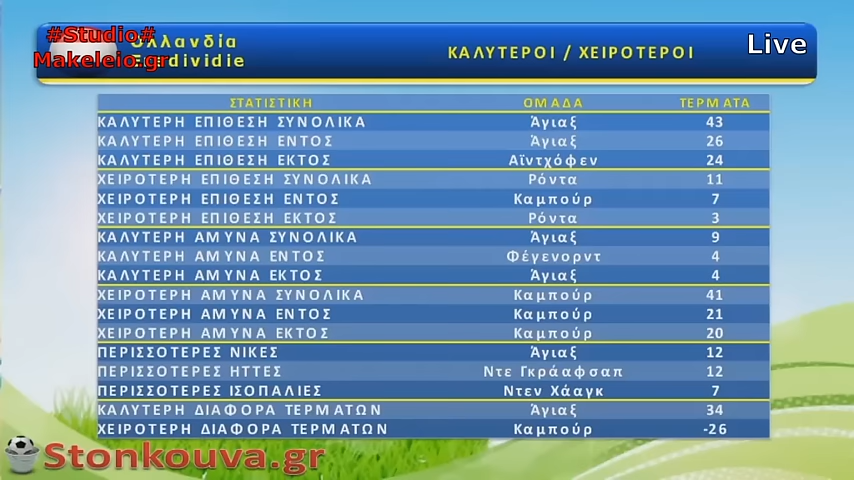 #Studio#
Makeleio.gr
Ολλανδία
Eredividie
ΚΑΛΥΤΕΡΟΙ / ΧΕΙΡΟΤΕΡΟΙ
Live
ΣΤΑΤΙΣΤΙΚΗ ΟΜΑΔΑ ΤΕΡΜΑΤΑ
ΚΑΛΥΤΕΡΗ ΕΠΙΘΕΣΗ ΣΥΝΟΛΙΚΑ Άγιαξ 43
ΚΑΛΥΤΕΡΗ ΕΠΙΘΕΣΗ ΕΝΤΟΣ Άγιαξ 26
ΚΑΛΥΤΕΡΗ ΕΠΙΘΕΣΗ ΕΚΤΟΣ Αϊντχόφεν 24
ΧΕΙΡΟΤΕΡΗ ΕΠΙΘΕΣΗ ΣΥΝΟΛΙΚΑ Ρόντα 11
ΧΕΙΡΟΤΕΡΗ ΕΠΙΘΕΣΗ ΕΝΤΟΣ Καμπούρ 7
ΧΕΙΡΟΤΕΡΗ ΕΠΙΘΕΣΗ ΕΚΤΟΣ Ρόντα 3
ΚΑΛΥΤΕΡΗ ΑΜΥΝΑ ΣΥΝΟΛΙΚΑ Άγιαξ 9
ΚΑΛΥΤΕΡΗ ΑΜΥΝΑ ΕΝΤΟΣ Φέγενορντ 4
ΚΑΛΥΤΕΡΗ ΑΜΥΝΑ ΕΚΤΟΣ Άγιαξ 4
ΧΕΙΡΟΤΕΡΗ ΑΜΥΝΑ ΣΥΝΟΛΙΚΑ Καμπούρ 41
ΧΕΙΡΟΤΕΡΗ ΑΜΥΝΑ ΕΝΤΟΣ Καμπούρ 21
ΧΕΙΡΟΤΕΡΗ ΑΜΥΝΑ ΕΚΤΟΣ Καμπούρ 20
ΠΕΡΙΣΣΟΤΕΡΕΣ ΝΙΚΕΣ Άγιαξ 12
ΠΕΡΙΣΣΟΤΕΡΕΣ ΗΤΤΕΣ Ντε Γκράαφσαπ 12
ΠΕΡΙΣΣΟΤΕΡΕΣ ΙΣΟΠΑΛΙΕΣ Ντεν Χάαγκ 7
ΚΑΛΥΤΕΡΗ ΔΙΑΦΟΡΑ ΤΕΡΜΑΤΩΝ Άγιαξ 34
ΧΕΙΡΟΤΕΡΗ ΔΙΑΦΟΡΑ ΤΕΡΜΑΤΩΝ Καμπούρ -26
Stonkouva.gr